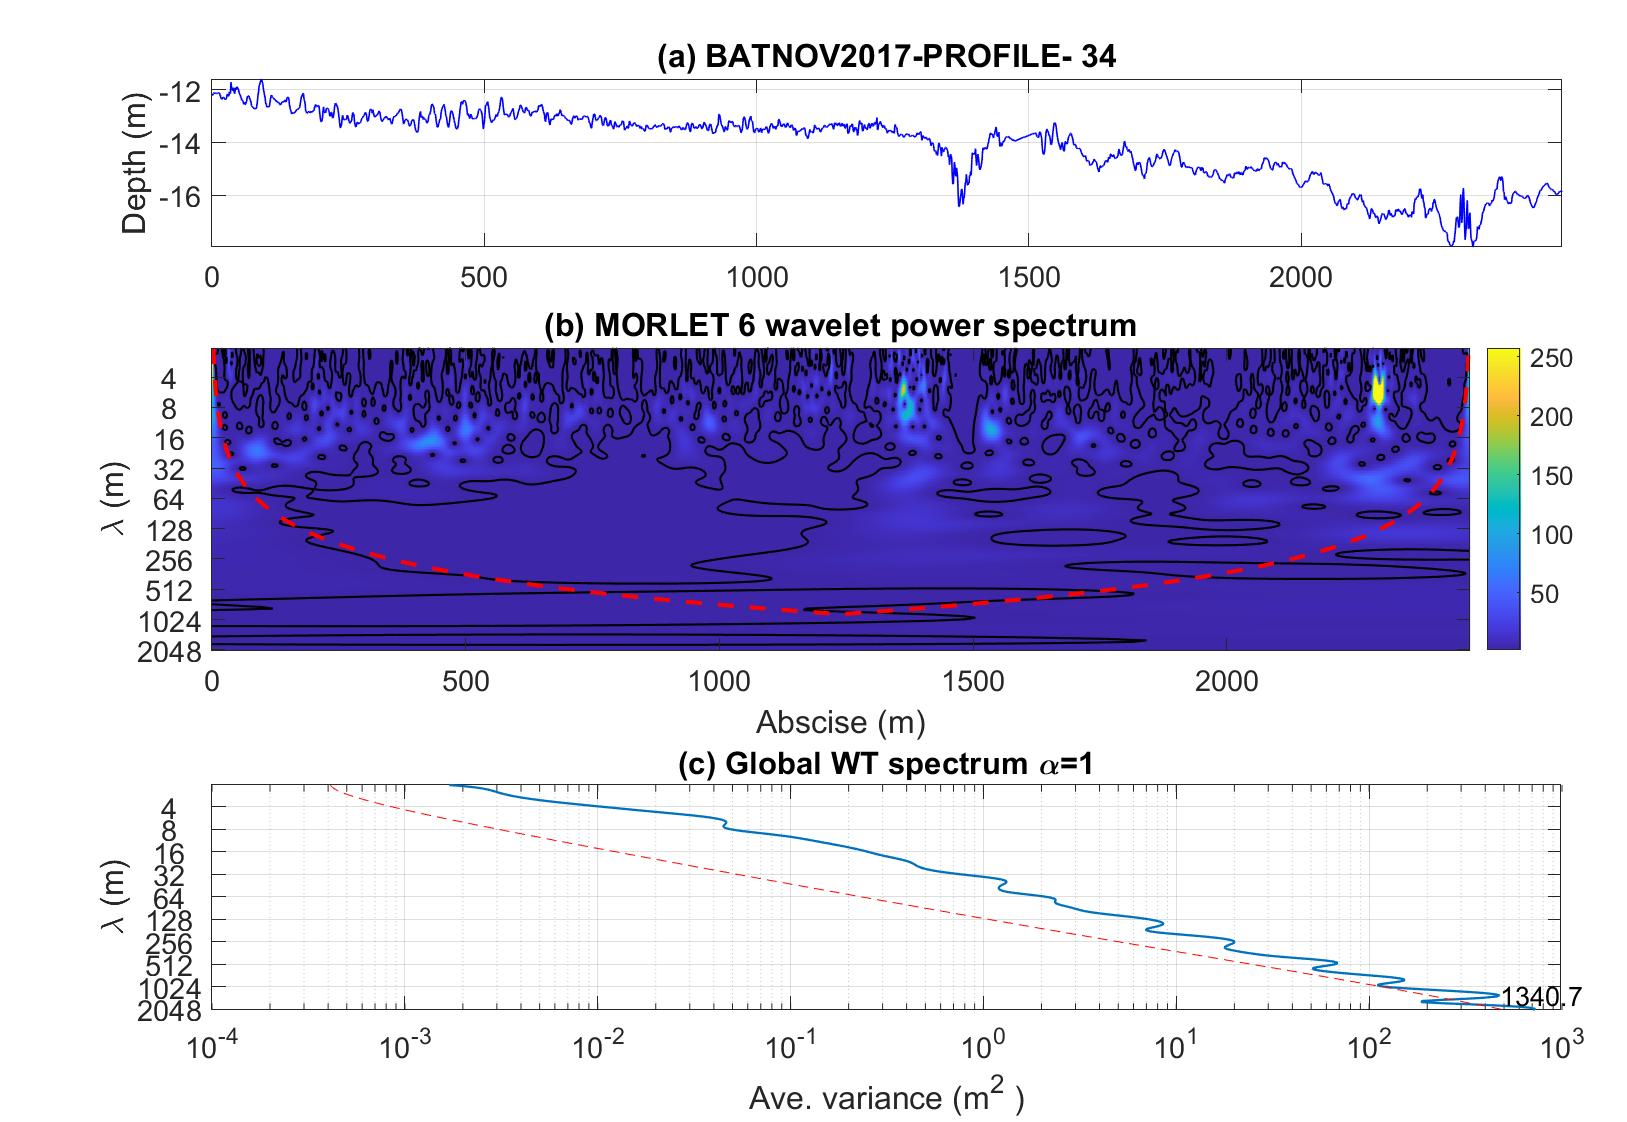 (a) BATNOV2017-PROFILE- 34
Depth (m)
-12
-14
-16
0 500 1000 1500 2000
(b) MORLET 6 wavelet power spectrum
λ (m)
4
8
16
32
64
128
256
512
1024
2048
0 500 1000 1500 2000
Abscise (m)
250
200
150
100
50
(c) Global WT spectrum α=1
λ (m)
4
8
16
32
64
128
256
512
1024
2048
1340.7
10^-4 10^-3 10^-2 10^-1 10^0 10^1 10^2 10^3
Ave. variance (m^2 )